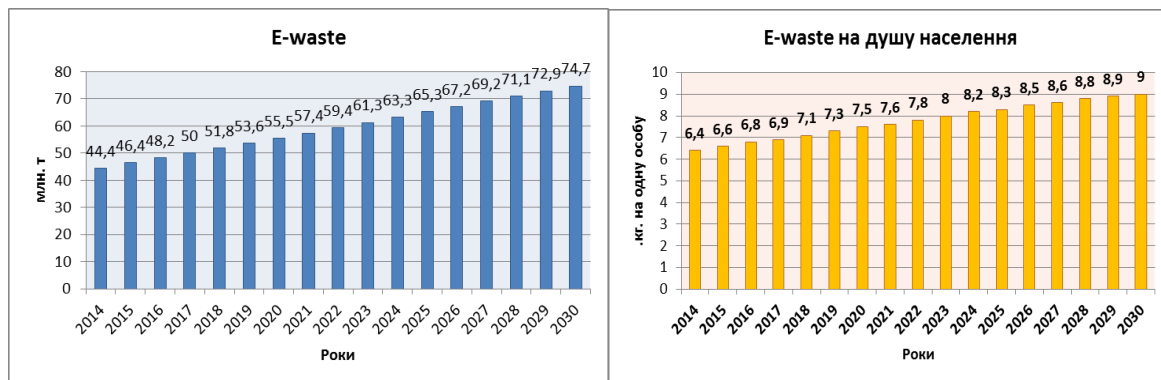 E-waste
80
70
60
50
40
30
20
10
0
млн. т
44,4 46,4 48,2 50 51,8 53,6 55,5 57,4 59,4 61,3 63,3 65,3 67,2 69,2 71,1 72,9 74,7
2014 2015 2016 2017 2018 2019 2020 2021 2022 2023 2024 2025 2026 2027 2028 2029 2030
Роки
E-waste на душу населення
10
9
8
7
6
5
4
3
2
1
0
.кг. на одну особу
6,4 6,6 6,8 6,9 7,1 7,3 7,5 7,6 7,8 8 8,2 8,3 8,5 8,6 8,8 8,9 9
2014 2015 2016 2017 2018 2019 2020 2021 2022 2023 2024 2025 2026 2027 2028 2029 2030
Роки